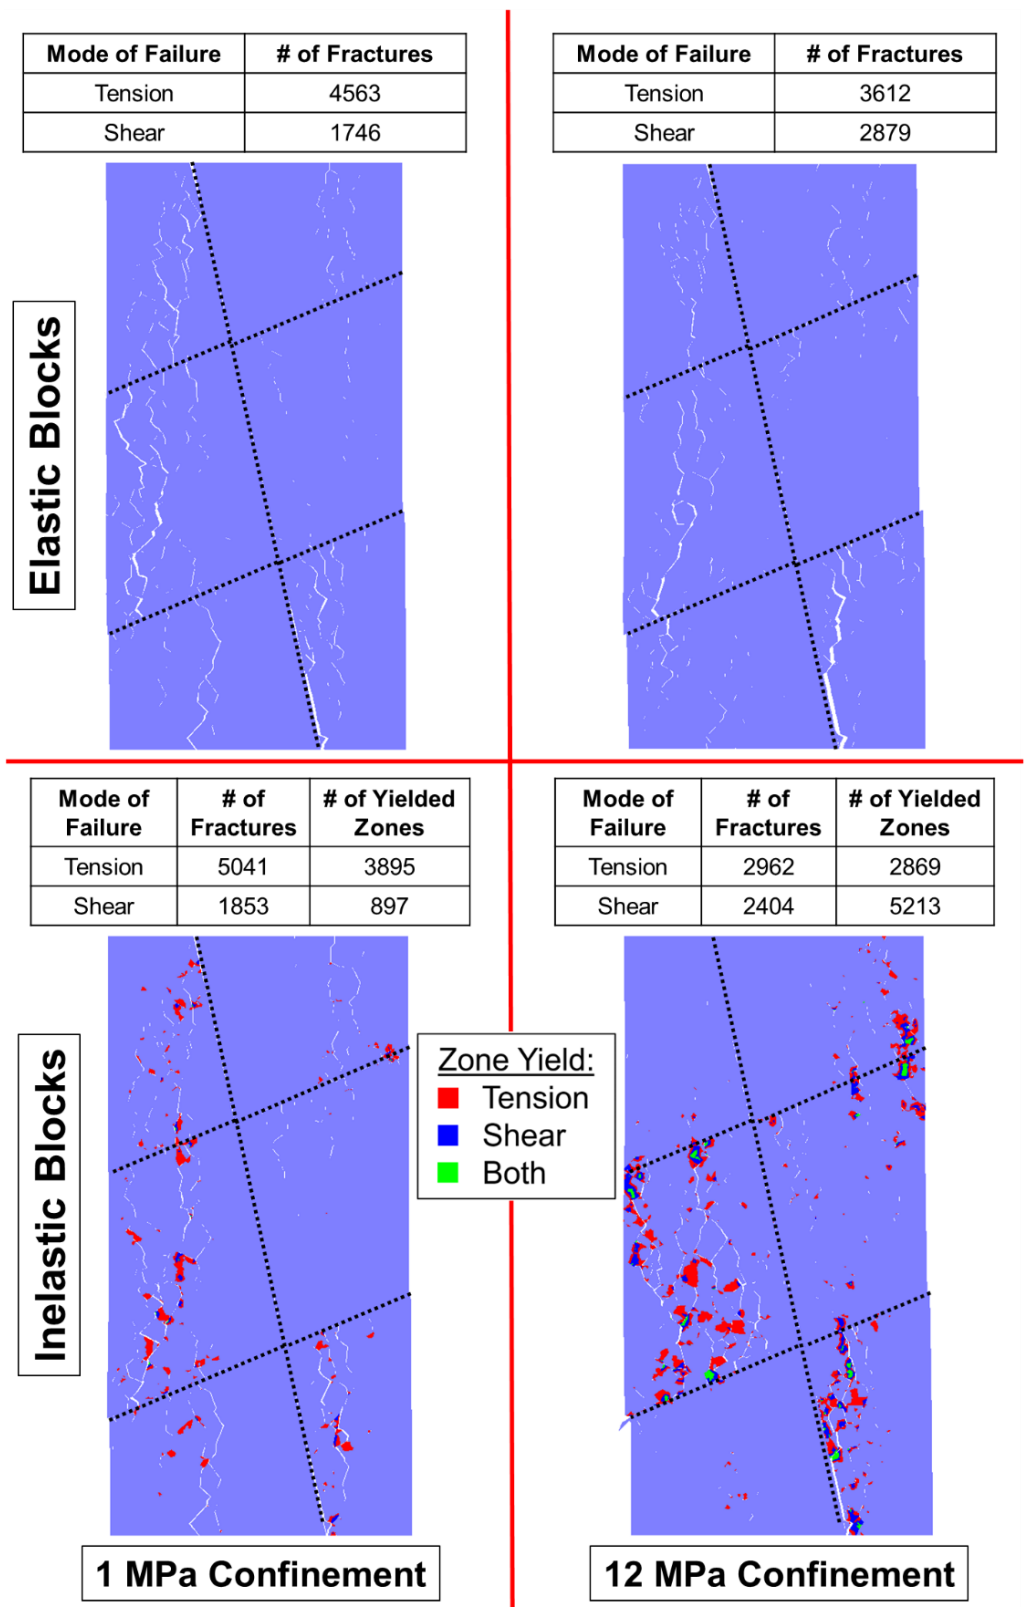 Mode of Failure # of Fractures
Tension 4563
Shear 1746
Mode of Failure # of Fractures
Tension 3612
Shear 2879
Elastic Blocks
Mode of # of # of Yielded
Failure Fractures Zones
Tension 5041 3895
Shear 1853 897
Mode of # of # of Yielded
Failure Fractures Zones
Tension 2962 2869
Shear 2404 5213
Inelastic Blocks
Zone Yield:
Tension
Shear
Both
1 MPa Confinement
12 MPa Confinement